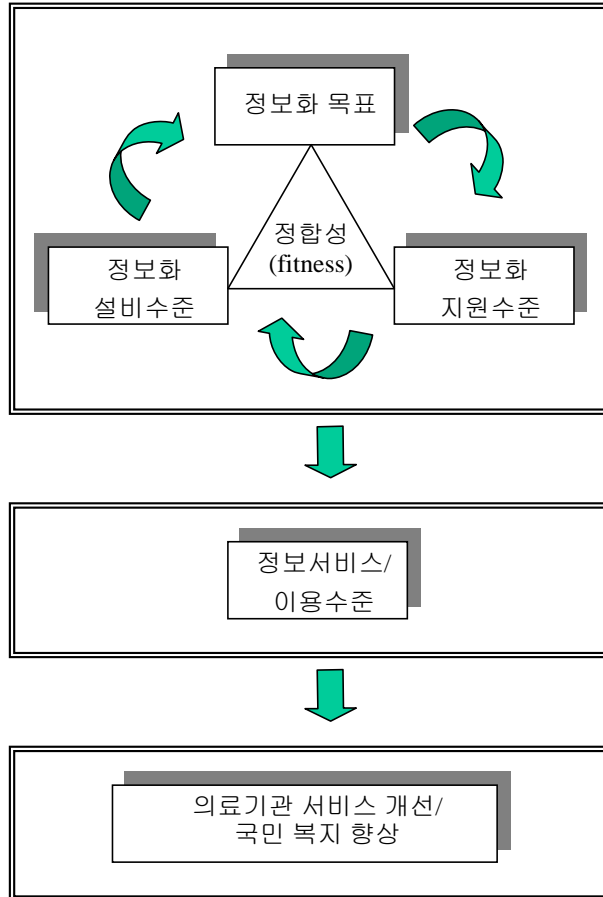 정보화 목표
정합성
(fitness)
정보화
설비수준
정보화
지원수준
정보서비스/
이용수준
의료기관 서비스 개선/
국민 복지 향상